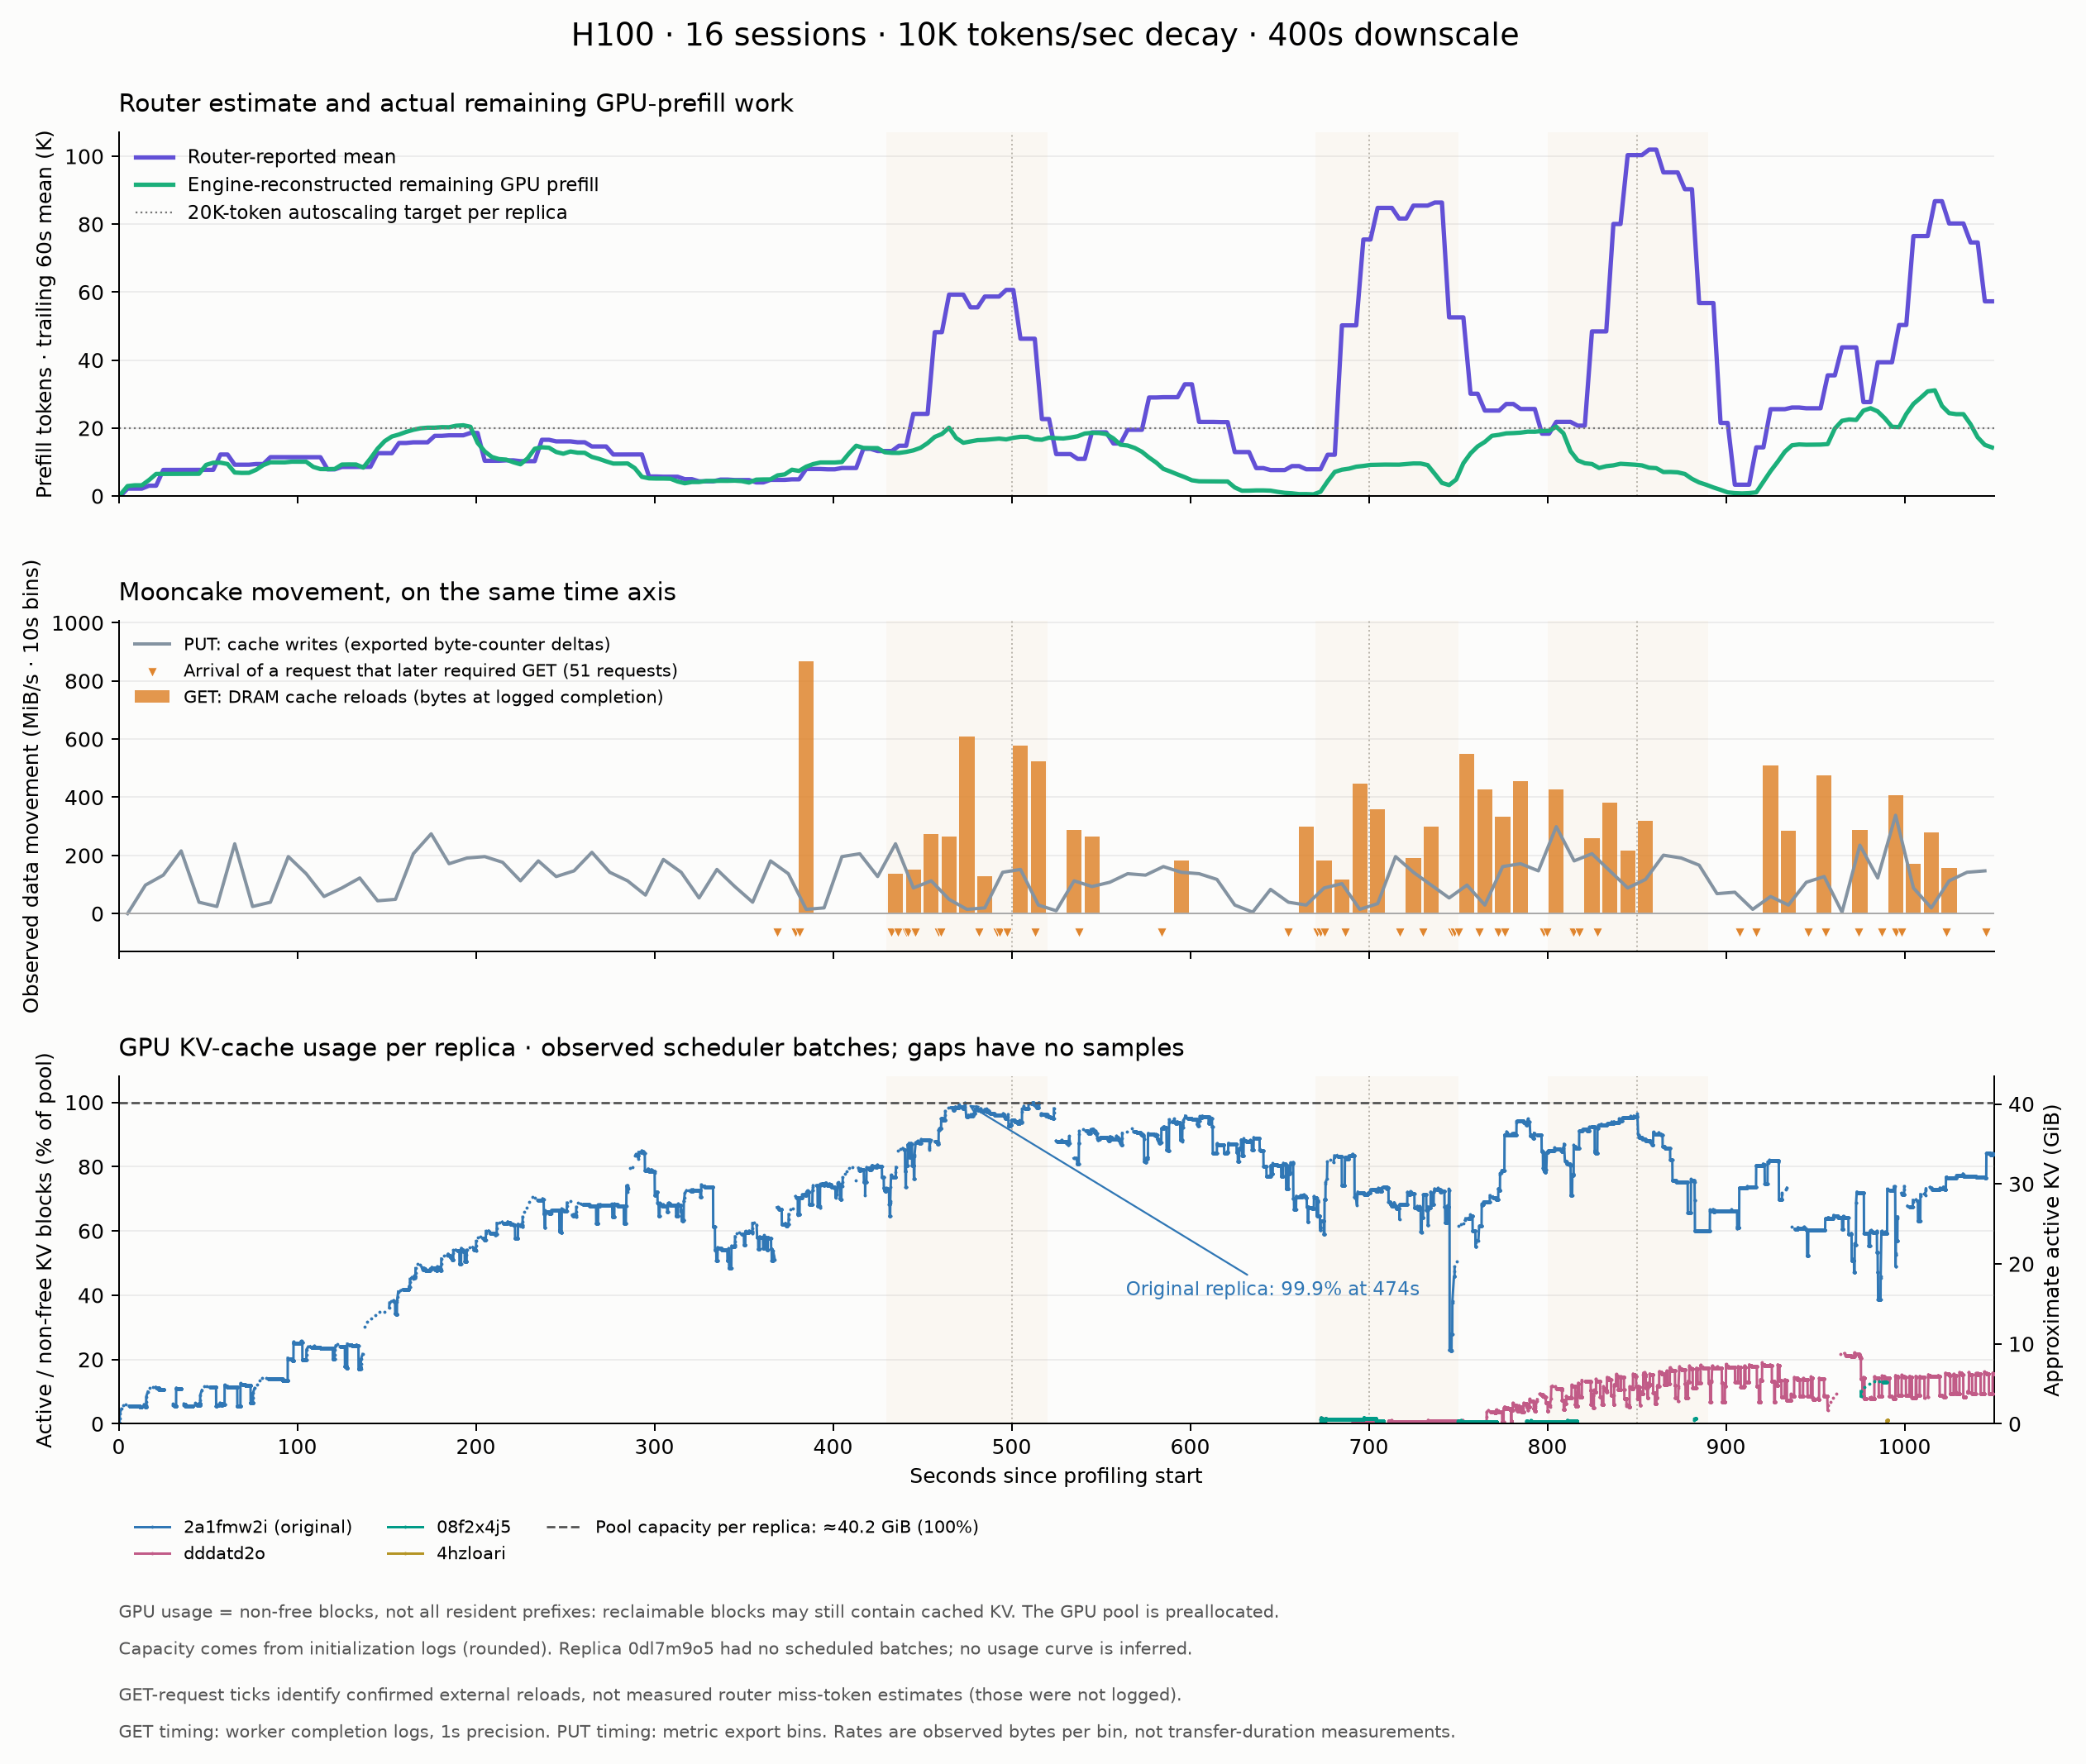 H100 · 16 sessions · 10K tokens/sec decay · 400s downscale
Router estimate and actual remaining GPU-prefill work
Prefill tokens · trailing 60s mean (K)
100
80
60
40
20
0
Router-reported mean
Engine-reconstructed remaining GPU prefill
20K-token autoscaling target per replica
Mooncake movement, on the same time axis
Observed data movement (MiB/s · 10s bins)
1000
800
600
400
200
0
PUT: cache writes (exported byte-counter deltas)
Arrival of a request that later required GET (51 requests)
GET: DRAM cache reloads (bytes at logged completion)
GPU KV-cache usage per replica · observed scheduler batches; gaps have no samples
Active / non-free KV blocks (% of pool)
100
80
60
40
20
0
Original replica: 99.9% at 474s
40
30
20
10
0
Approximate active KV (GiB)
0 100 200 300 400 500 600 700 800 900 1000
Seconds since profiling start
2a1fmw2i (original)
dddatd2o
08f2x4j5
4hzloari
Pool capacity per replica: ≈40.2 GiB (100%)
GPU usage = non-free blocks, not all resident prefixes: reclaimable blocks may still contain cached KV. The GPU pool is preallocated.
Capacity comes from initialization logs (rounded). Replica 0dl7m9o5 had no scheduled batches; no usage curve is inferred.
GET-request ticks identify confirmed external reloads, not measured router miss-token estimates (those were not logged).
GET timing: worker completion logs, 1s precision. PUT timing: metric export bins. Rates are observed bytes per bin, not transfer-duration measurements.